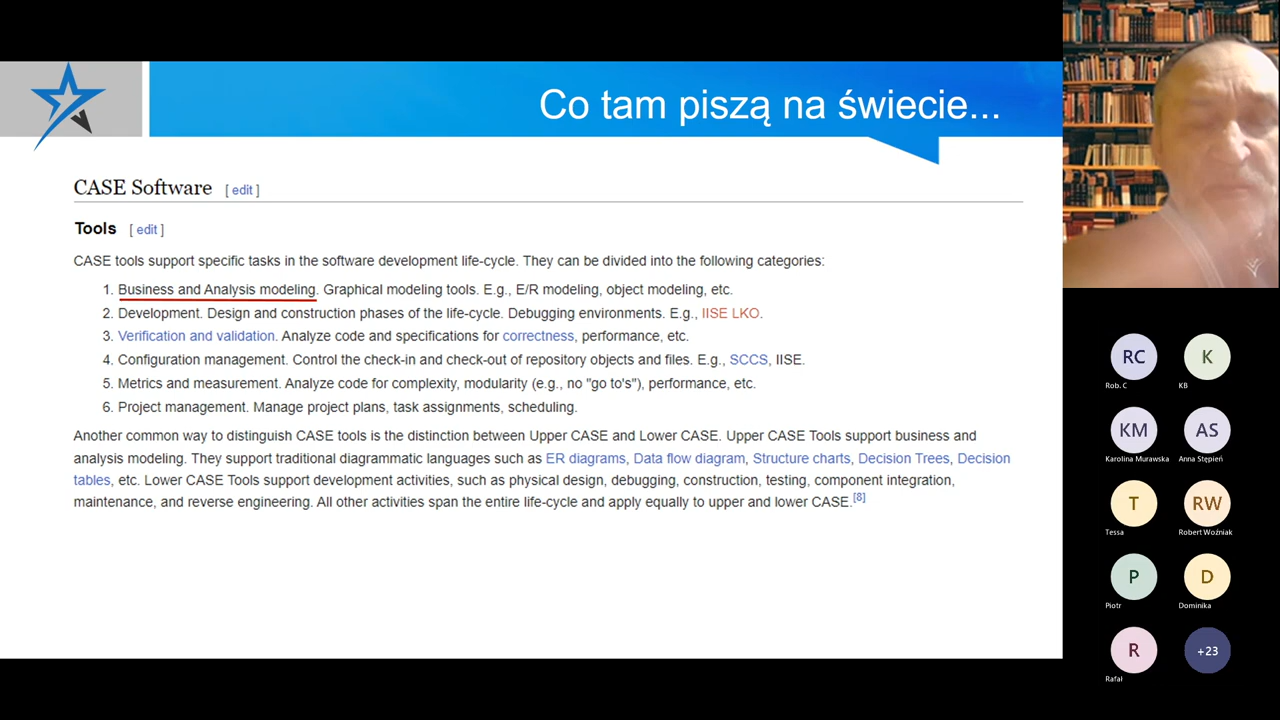 Co tam piszą na świecie...
CASE Software [ edit ]
Tools [ edit ]
CASE tools support specific tasks in the software development life-cycle. They can be divided into the following categories:
1. Business and Analysis modeling. Graphical modeling tools. E.g., E/R modeling, object modeling, etc.
2. Development. Design and construction phases of the life-cycle. Debugging environments. E.g., IISE LKO.
3. Verification and validation. Analyze code and specifications for correctness, performance, etc.
4. Configuration management. Control the check-in and check-out of repository objects and files. E.g., SCCS, IISE.
5. Metrics and measurement. Analyze code for complexity, modularity (e.g., no "go to's"), performance, etc.
6. Project management. Manage project plans, task assignments, scheduling.
Another common way to distinguish CASE tools is the distinction between Upper CASE and Lower CASE. Upper CASE Tools support business and
analysis modeling. They support traditional diagrammatic languages such as ER diagrams, Data flow diagram, Structure charts, Decision Trees, Decision
tables, etc. Lower CASE Tools support development activities, such as physical design, debugging, construction, testing, component integration,
maintenance, and reverse engineering. All other activities span the entire life-cycle and apply equally to upper and lower CASE.[8]
RC K
Rob. C KB
KM AS
Karolina Murawska Anna Stępień
T RW
Tessa Robert Woźniak
P D
Piotr Dominika
R +23
Rafał